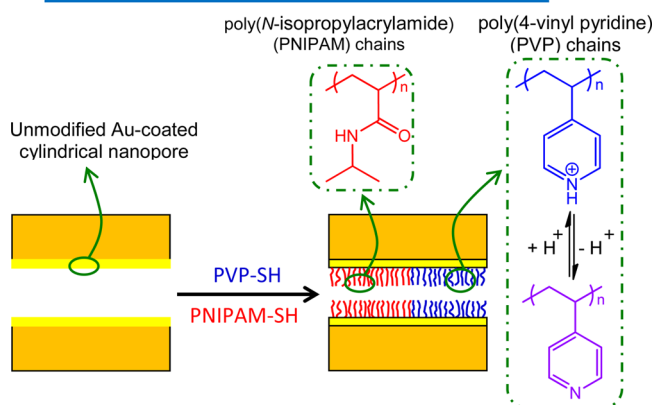 poly(N-isopropylacrylamide)
(PNIPAM) chains
poly(4-vinyl pyridine)
(PVP) chains
Unmodified Au-coated
cylindrical nanopore
n
HN
O
n
N
H
+
+ H+
- H+
n
N
PVP-SH
PNIPAM-SH